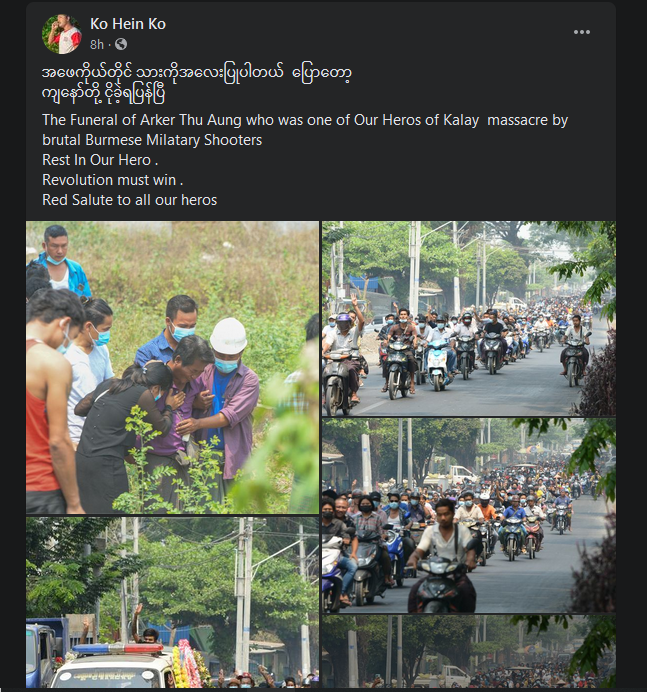 Ko Hein Ko
8h ·
အဖေကိုယ်တိုင် သားကိုအလေးပြုပါတယ် ပြောတော့
ကျနော်တို့ ငိုခဲ့ရပြန်ပြီ
The Funeral of Arker Thu Aung who was one of Our Heros of Kalay massacre by
brutal Burmese Milatary Shooters
Rest In Our Hero .
Revolution must win .
Red Salute to all our heros